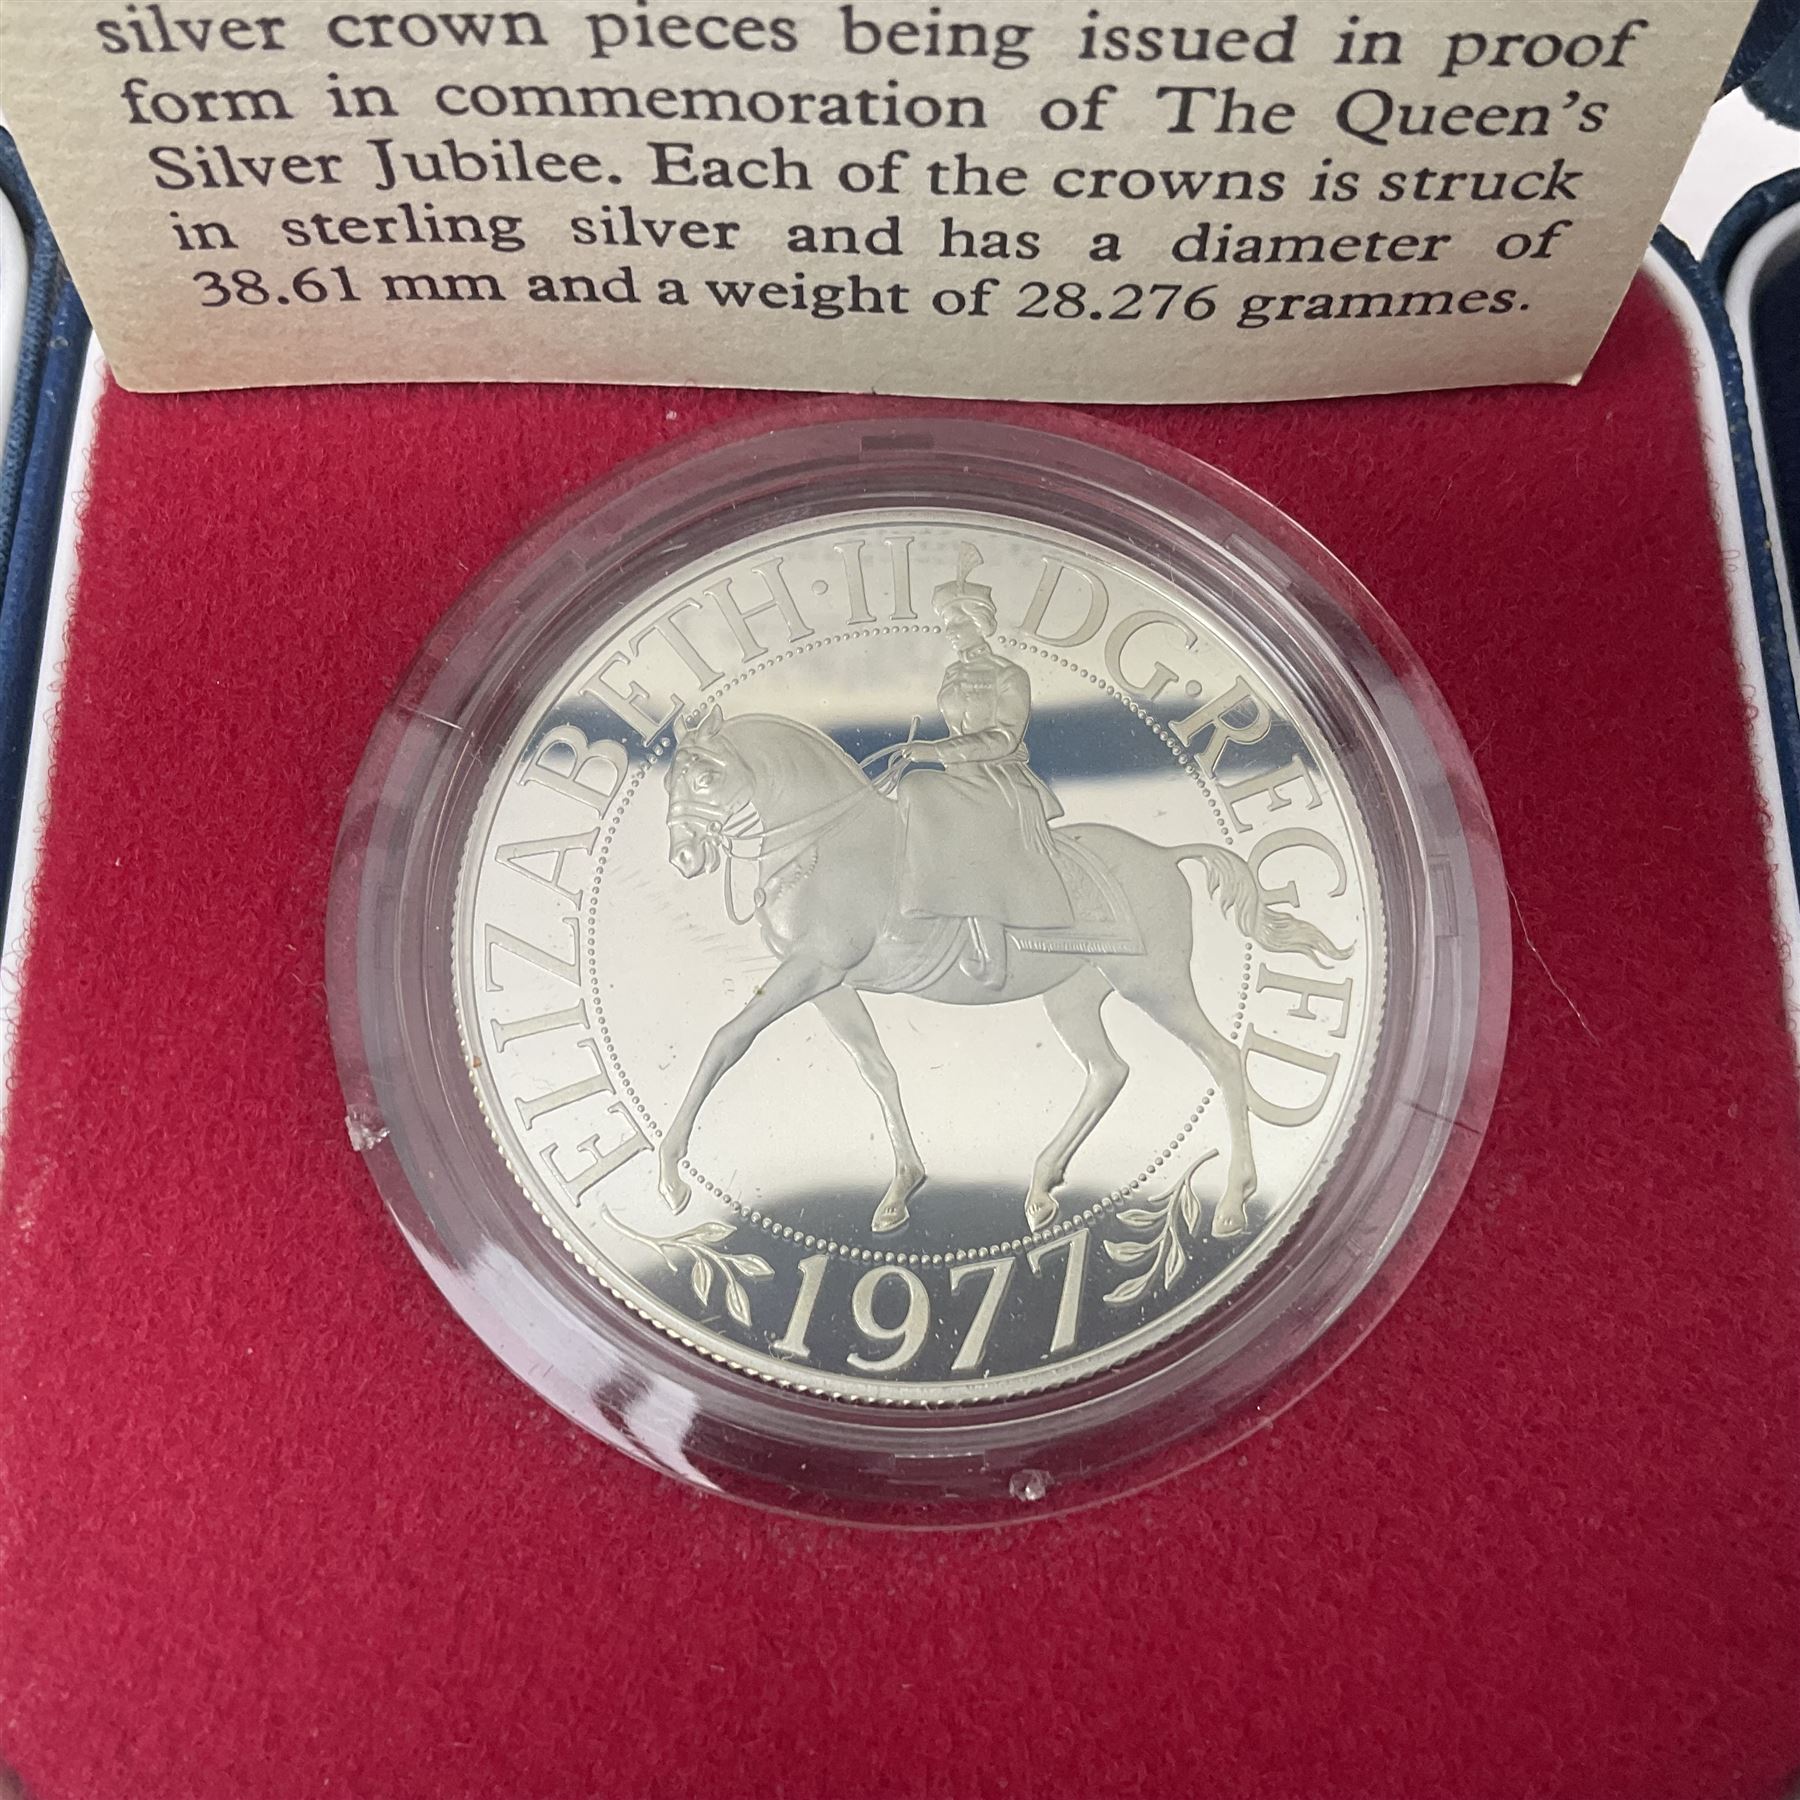 silver crown pieces being issued in proof
form in commemoration of The Queen's
Silver Jubilee. Each of the crowns is struck
in sterling silver and has a diameter of
38.61 mm and a weight of 28.276 grammes.
ELIZABETH·II DG·REG FD
1977